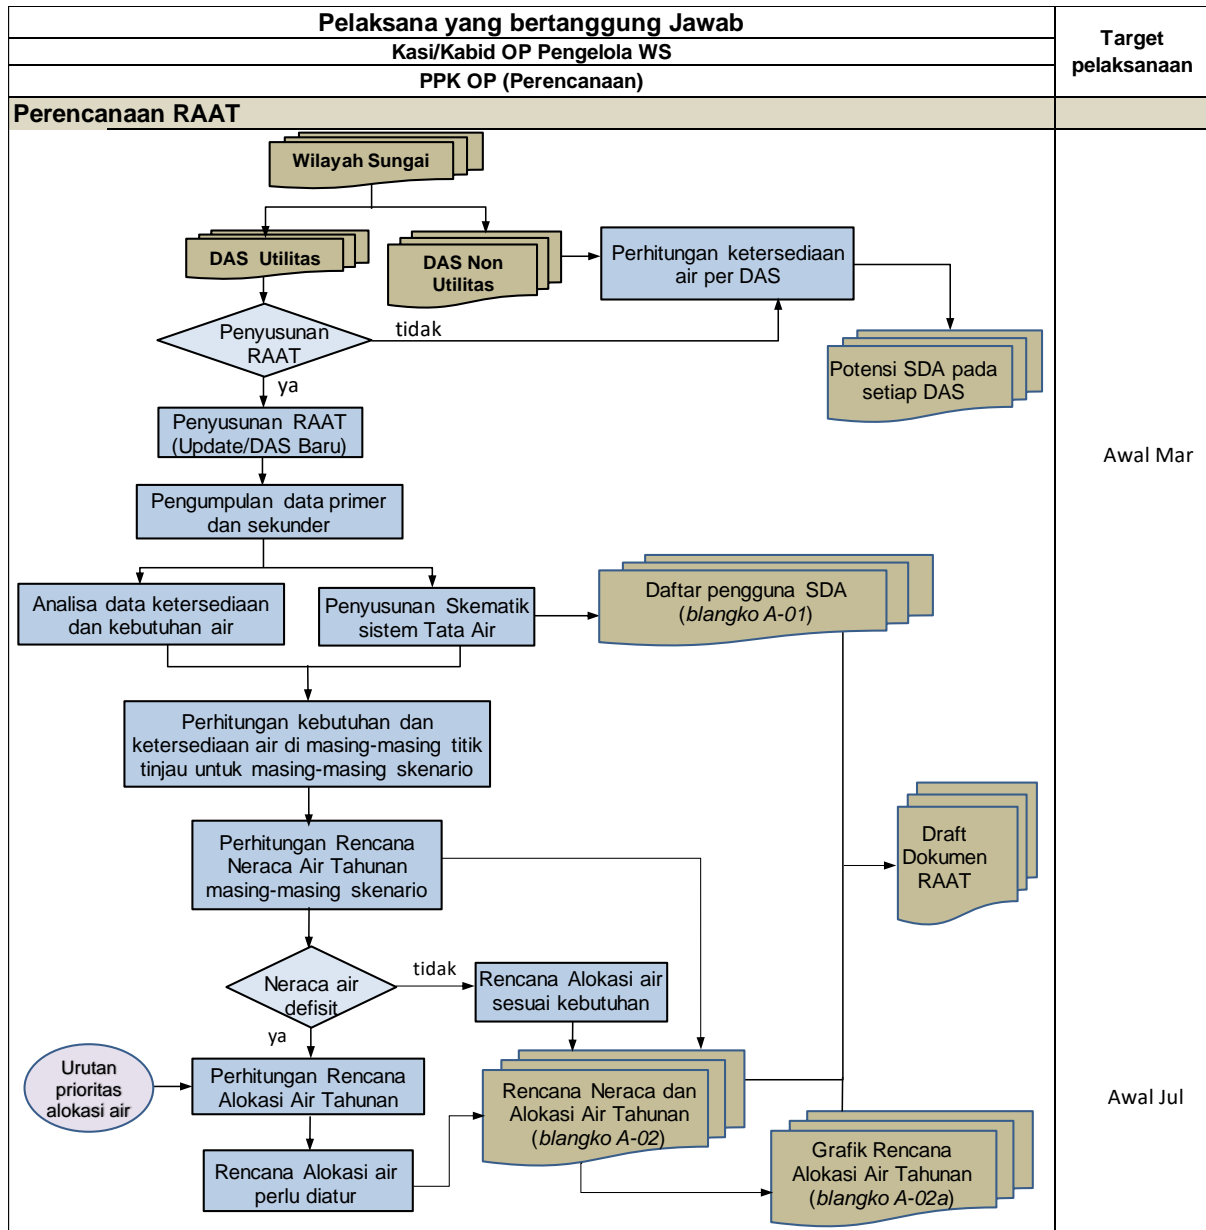 Pelaksana yang bertanggung Jawab
Kasi/Kabid OP Pengelola WS
PPK OP (Perencanaan)
Target
pelaksanaan
Perencanaan RAAT
Wilayah Sungai
DAS Utilitas
DAS Non
Utilitas
Perhitungan ketersediaan
air per DAS
Penyusunan
RAAT
tidak
ya
Potensi SDA pada
setiap DAS
Penyusunan RAAT
(Update/DAS Baru)
Awal Mar
Pengumpulan data primer
dan sekunder
Analisa data ketersediaan
dan kebutuhan air
Penyusunan Skematik
sistem Tata Air
Daftar pengguna SDA
(blangko A-01)
Perhitungan kebutuhan dan
ketersediaan air di masing-masing titik
tinjau untuk masing-masing skenario
Perhitungan Rencana
Neraca Air Tahunan
masing-masing skenario
Draft
Dokumen
RAAT
Neraca air
defisit
tidak
ya
Rencana Alokasi air
sesuai kebutuhan
Urutan
prioritas
alokasi air
Perhitungan Rencana
Alokasi Air Tahunan
Rencana Neraca dan
Alokasi Air Tahunan
(blangko A-02)
Awal Jul
Rencana Alokasi air
perlu diatur
Grafik Rencana
Alokasi Air Tahunan
(blangko A-02a)